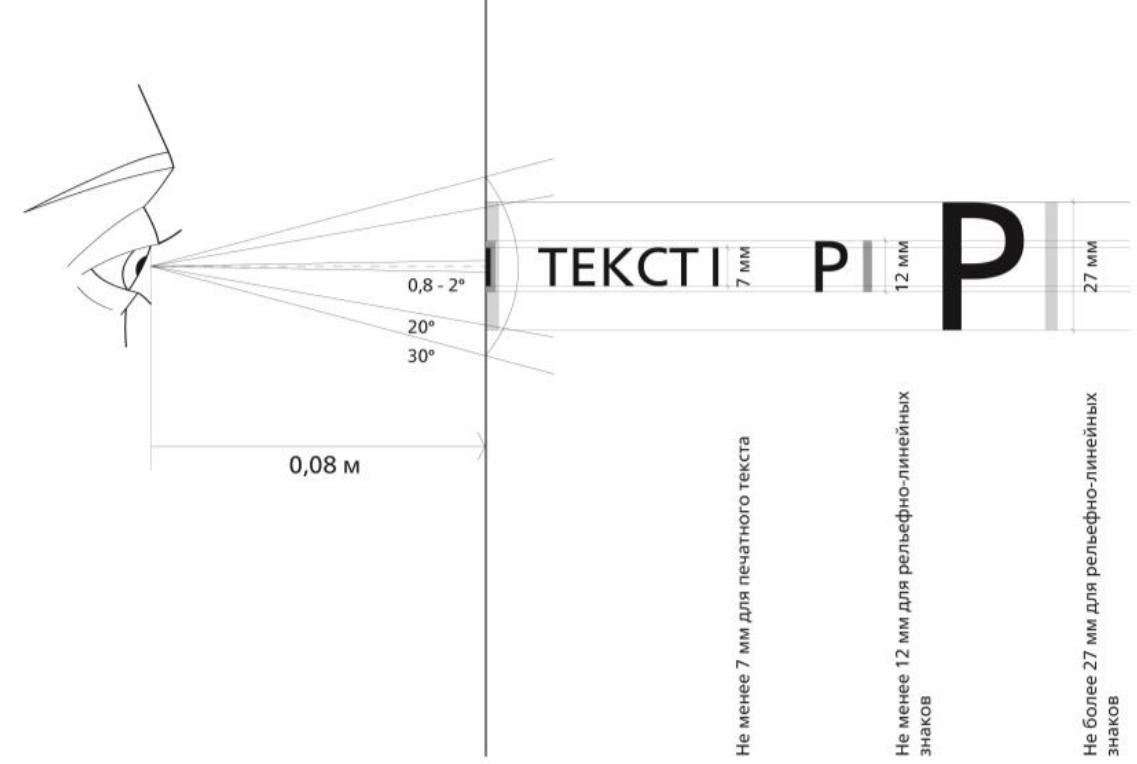 ТЕКСТ
7 мм
Р
12 мм
Р
27 мм
0,8 - 2°
20°
30°
0,08 м
Не менее 7 мм для печатного текста
Не менее 12 мм для рельефно-линейных
знаков
Не более 27 мм для рельефно-линейных
знаков